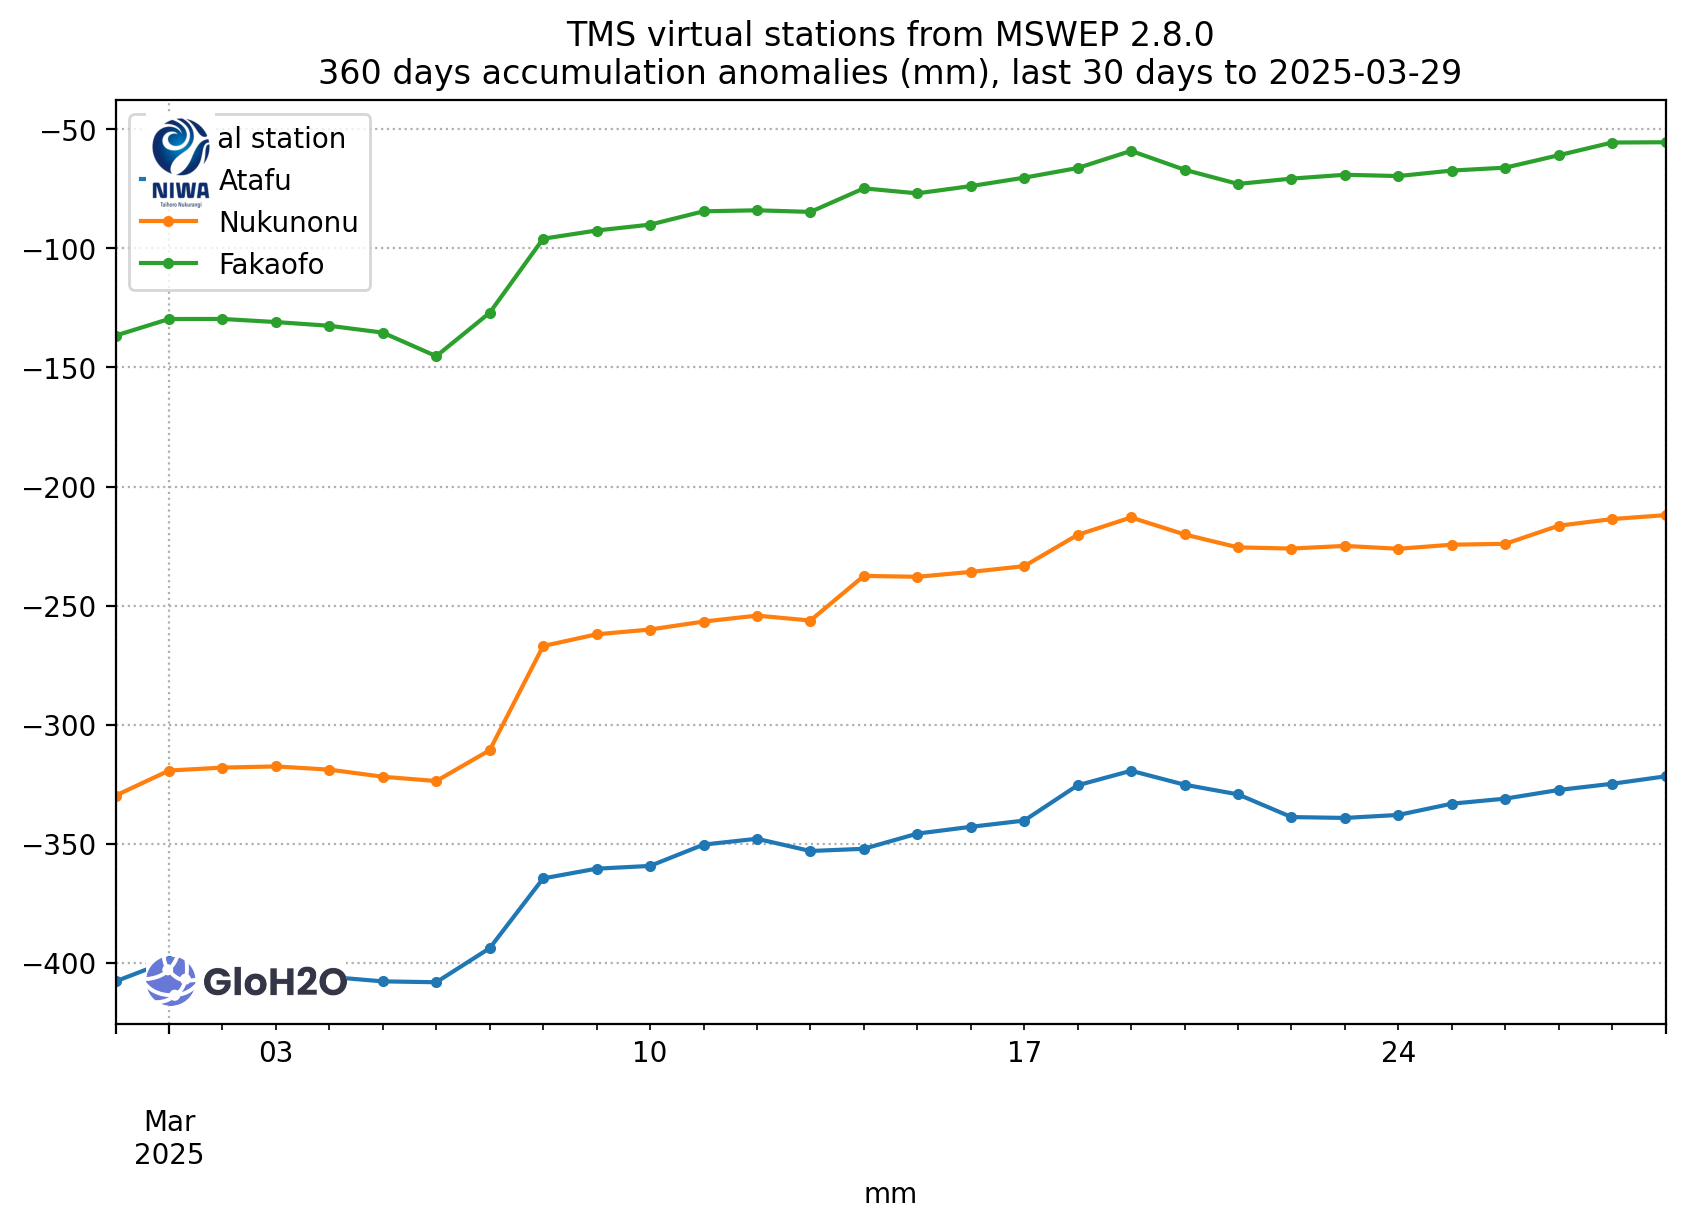 TMS virtual stations from MSWEP 2.8.0
360 days accumulation anomalies (mm), last 30 days to 2025-03-29
−50
−100
−150
−200
−250
−300
−350
−400
al station
Atafu
Nukunonu
Fakaofo
NIWA
Taihoro Nukurangi
GloH2O
03
10
17
24
Mar
2025
mm